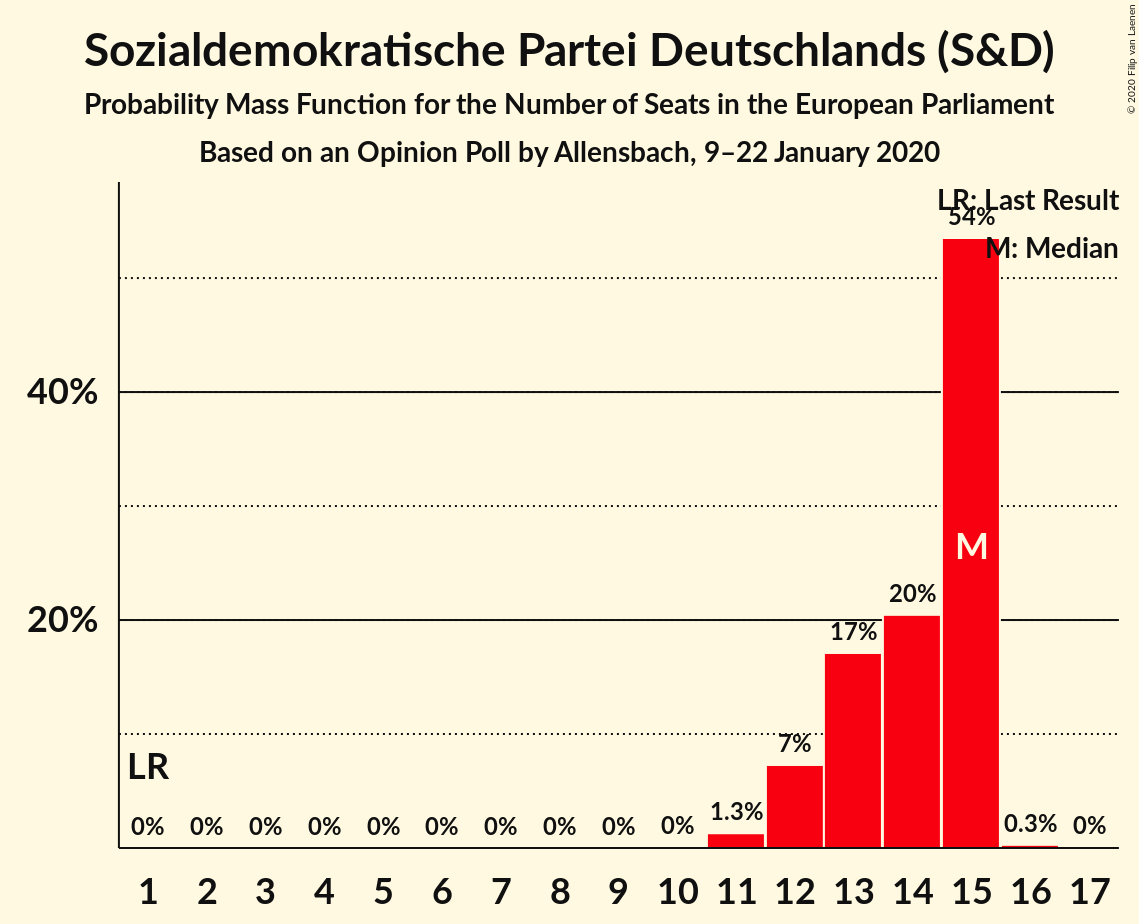 Sozialdemokratische Partei Deutschlands (S&D)
Probability Mass Function for the Number of Seats in the European Parliament
Based on an Opinion Poll by Allensbach, 9–22 January 2020
© 2020 Filip van Laenen
LR: Last Result
54%
M: Median
40%
M
20%
20%
17%
7%
LR
1.3%
0% 0% 0% 0% 0% 0% 0% 0% 0% 0% 0.3% 0%
1 2 3 4 5 6 7 8 9 10 11 12 13 14 15 16 17